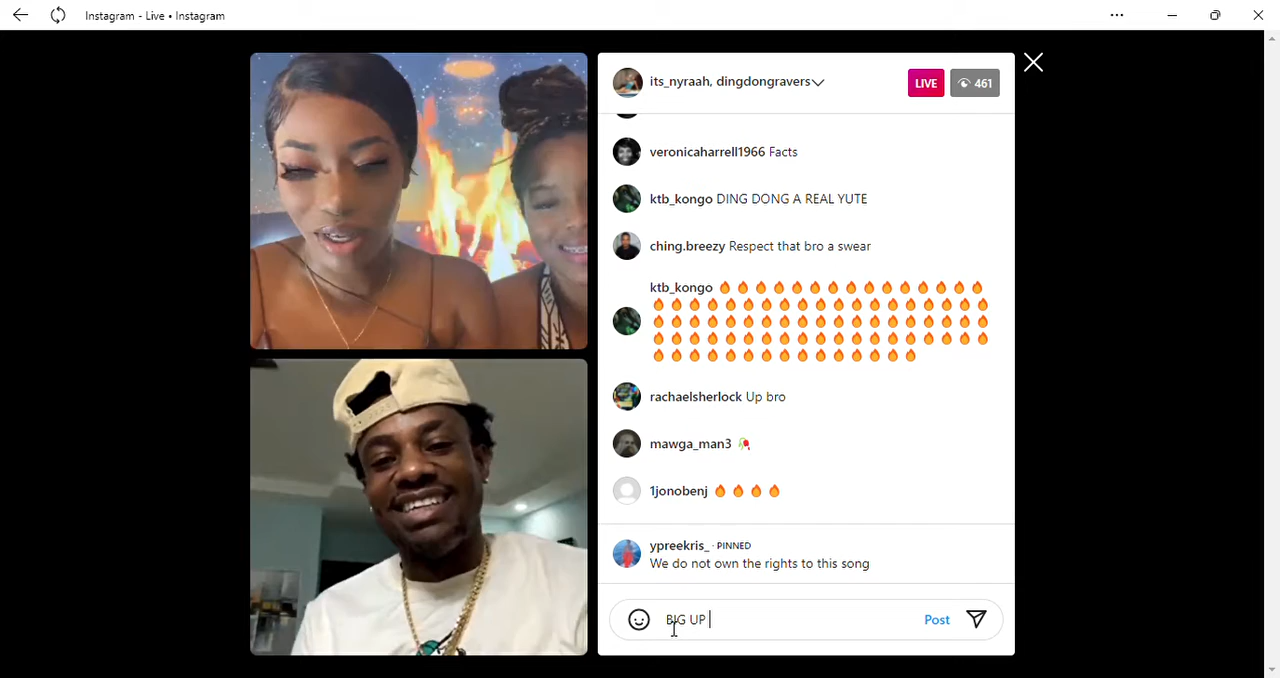 Instagram - Live • Instagram
its_nyraah, dingdongravers
LIVE
461
veronicaharrell1966 Facts
ktb_kongo DING DONG A REAL YUTE
ching.breezy Respect that bro a swear
ktb_kongo 🔥🔥🔥🔥🔥🔥🔥🔥🔥🔥🔥🔥🔥🔥🔥
🔥🔥🔥🔥🔥🔥🔥🔥🔥🔥🔥🔥🔥🔥🔥🔥🔥🔥🔥
🔥🔥🔥🔥🔥🔥🔥🔥🔥🔥🔥🔥🔥🔥🔥🔥🔥🔥🔥
🔥🔥🔥🔥🔥🔥🔥🔥🔥🔥🔥🔥🔥🔥🔥🔥🔥🔥🔥
🔥🔥🔥🔥🔥🔥🔥🔥🔥🔥🔥🔥🔥🔥🔥
rachaelsherlock Up bro
mawga_man3 🥀
1jonobenj 🔥🔥🔥🔥
ypreekris_ · PINNED
We do not own the rights to this song
BIG UP
Post